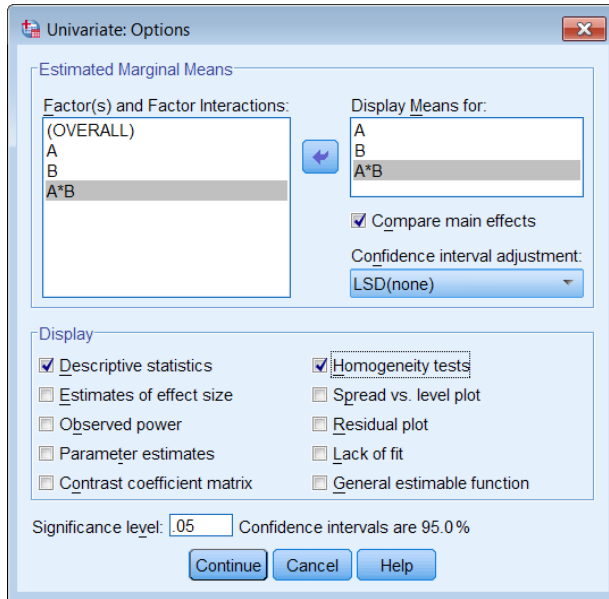 Univariate: Options
Estimated Marginal Means
Factor(s) and Factor Interactions:
(OVERALL)
A
B
A*B
Display Means for:
A
B
A*B
Compare main effects
Confidence interval adjustment:
LSD(none)
Display
Descriptive statistics
Homogeneity tests
Estimates of effect size
Spread vs. level plot
Observed power
Residual plot
Parameter estimates
Lack of fit
Contrast coefficient matrix
General estimable function
Significance level: .05 Confidence intervals are 95.0%
Continue Cancel Help